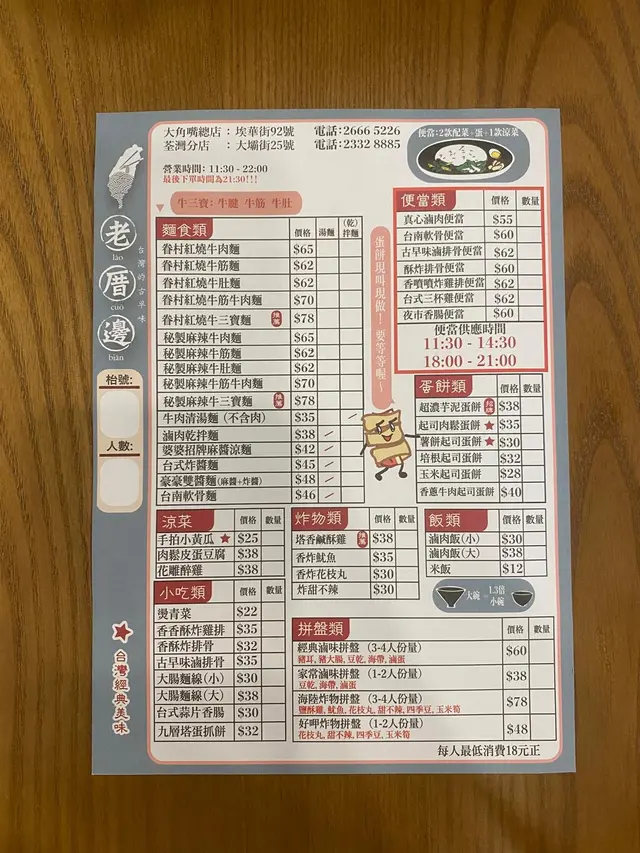 大角嘴總店：埃華街92號 電話:2666 5226
荃灣分店：大壩街25號 電話:2332 8885
營業時間: 11:30 - 22:00
最後下單時間為21:30!!!
便當:2款配菜+蛋+1款涼菜
牛三寶: 牛腱 牛筋 牛肚
老
lǎo
厝
cuò
邊
biān
台灣的古早味
枱號:
人數:
台灣經典美味
麵食類 價格 湯麵 (乾)拌麵
眷村紅燒牛肉麵 $65
眷村紅燒牛筋麵 $62
眷村紅燒牛肚麵 $62
眷村紅燒牛筋牛肉麵 $70
眷村紅燒牛三寶麵 推薦 $78
秘製麻辣牛肉麵 $65
秘製麻辣牛筋麵 $62
秘製麻辣牛肚麵 $62
秘製麻辣牛筋牛肉麵 $70
秘製麻辣牛三寶麵 推薦 $78
牛肉清湯麵（不含肉） $35
滷肉乾拌麵 $38
婆婆招牌麻醬涼麵 $42
台式炸醬麵 $45
豪豪雙醬麵(麻醬+炸醬) $48
台南軟骨麵 $46
蛋餅現叫現做！要等等喔~
便當類 價格 數量
真心滷肉便當 $55
台南軟骨便當 $60
古早味滷排骨便當 $62
酥炸排骨便當 $60
香噴噴炸雞排便當 $62
台式三杯雞便當 $62
夜市香腸便當 $60
便當供應時間
11:30 - 14:30
18:00 - 21:00
蛋餅類 價格 數量
超濃芋泥蛋餅 推薦 $38
起司肉鬆蛋餅 $35
薯餅起司蛋餅 $30
培根起司蛋餅 $32
玉米起司蛋餅 $28
香蔥牛肉起司蛋餅 $40
涼菜 價格 數量
手拍小黃瓜 $25
肉鬆皮蛋豆腐 $38
花雕醉雞 $38
炸物類 價格 數量
塔香鹹酥雞 推薦 $38
香炸魷魚 $35
香炸花枝丸 $30
炸甜不辣 $30
飯類 價格 數量
滷肉飯(小) $30
滷肉飯(大) $38
米飯 $12
大碗 = 1.3倍小碗
小吃類 價格 數量
燙青菜 $22
香香酥炸雞排 $35
香酥炸排骨 $32
古早味滷排骨 $35
大腸麵線(小) $30
大腸麵線(大) $38
台式蒜片香腸 $30
九層塔蛋抓餅 $32
拼盤類 價格 數量
經典滷味拼盤 （3-4人份量） $60
豬耳, 豬大腸, 豆乾, 海帶, 滷蛋
家常滷味拼盤 （1-2人份量） $38
豆乾, 海帶, 滷蛋
海陸炸物拼盤 （3-4人份量） $78
鹽酥雞, 魷魚, 花枝丸, 甜不辣, 四季豆, 玉米筍
好呷炸物拼盤 （1-2人份量） $48
花枝丸, 甜不辣, 四季豆, 玉米筍
每人最低消費18元正